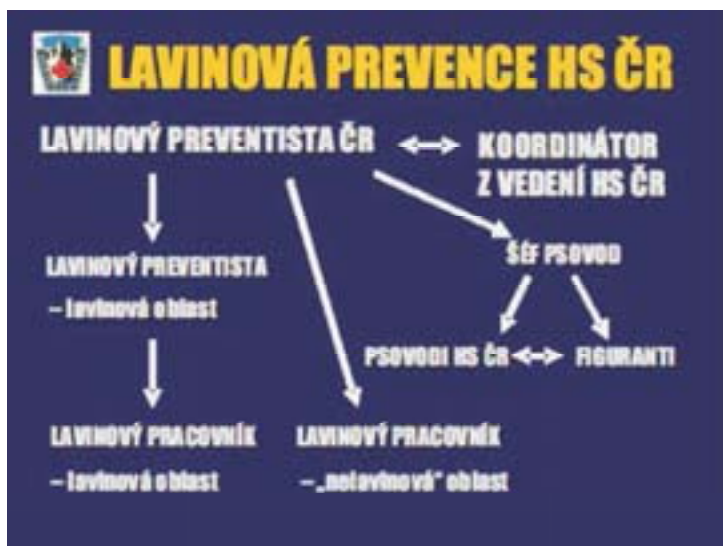 LAVINOVÁ PREVENCE HS ČR
LAVINOVÝ PREVENTISTA ČR
KOORDINÁTOR
Z VEDENÍ HS ČR
LAVINOVÝ PREVENTISTA
– lavinová oblast
ŠÉF PSOVOD
PSOVODI HS ČR
FIGURANTI
LAVINOVÝ PRACOVNÍK
– lavinová oblast
LAVINOVÝ PRACOVNÍK
– „nelavinová“ oblast